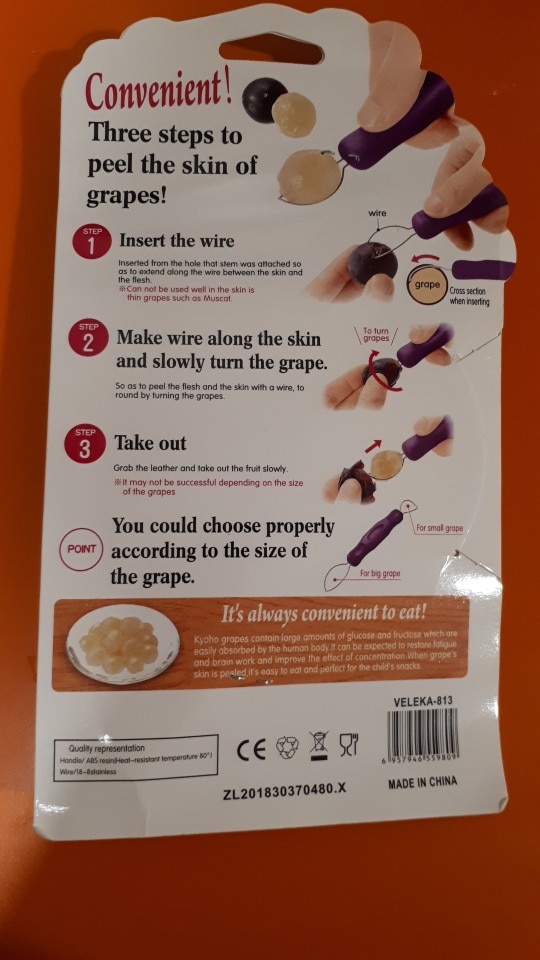 Convenient!
Three steps to
peel the skin of
grapes!
STEP
1
Insert the wire
Inserted from the hole that stem was attached so
as to extend along the wire between the skin and
the flesh.
※Can not be used well in the skin is
thin grapes such as Muscat.
wire
grape
Cross section
when inserting
STEP
2
Make wire along the skin
and slowly turn the grape.
So as to peel the flesh and the skin with a wire, to
round by turning the grapes.
To turn
grapes
STEP
3
Take out
Grab the leather and take out the fruit slowly.
※It may not be successful depending on the size
of the grapes
POINT
You could choose properly
according to the size of
the grape.
For small grape
For big grape
It's always convenient to eat!
Kyoho grapes contain large amounts of glucose and fructose which are
easily absorbed by the human body.It can be expected to restore fatigue
and brain work and improve the effect of concentration.When grape's
skin is peeled,it's easy to eat and perfect for the child's snacks.
VELEKA-813
Quality representation
Handle/ ABS resin(Heat-resistant temperature 80°)
Wire/18-8stainless
CE
6 957946 559809
ZL201830370480.X
MADE IN CHINA